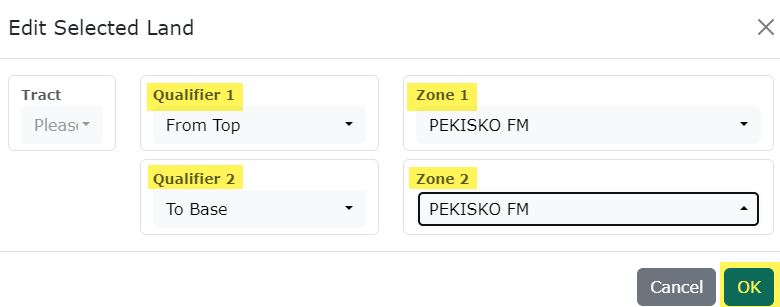 Edit Selected Land
Tract
Qualifier 1
Zone 1
Pleas
From Top
PEKISKO FM
Qualifier 2
Zone 2
To Base
PEKISKO FM
Cancel
OK